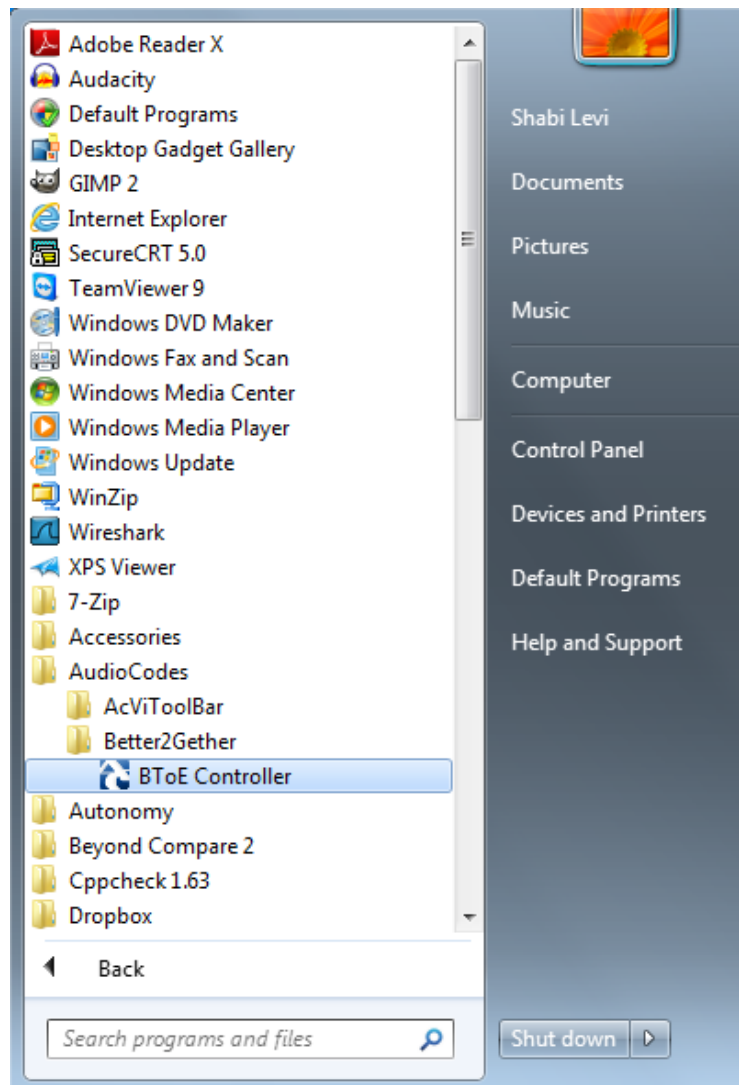 Adobe Reader X
Audacity
Default Programs
Desktop Gadget Gallery
GIMP 2
Internet Explorer
SecureCRT 5.0
TeamViewer 9
Windows DVD Maker
Windows Fax and Scan
Windows Media Center
Windows Media Player
Windows Update
WinZip
Wireshark
XPS Viewer
7-Zip
Accessories
AudioCodes
AcViToolBar
Better2Gether
BToE Controller
Autonomy
Beyond Compare 2
Cppcheck 1.63
Dropbox
Back
Search programs and files
Shabi Levi
Documents
Pictures
Music
Computer
Control Panel
Devices and Printers
Default Programs
Help and Support
Shut down